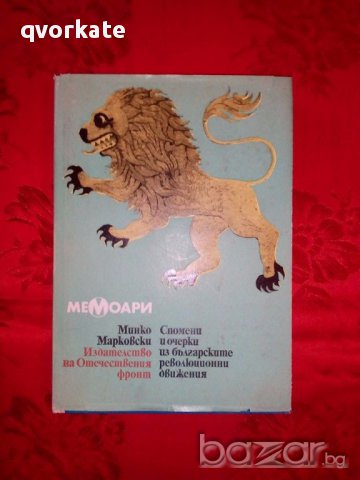 qvorkate
МЕМОАРИ
Минко
Марковски
Издателство
на Отечествения
фронт
Спомени
и очерки
из българските
революционни
движения
bazar.bg